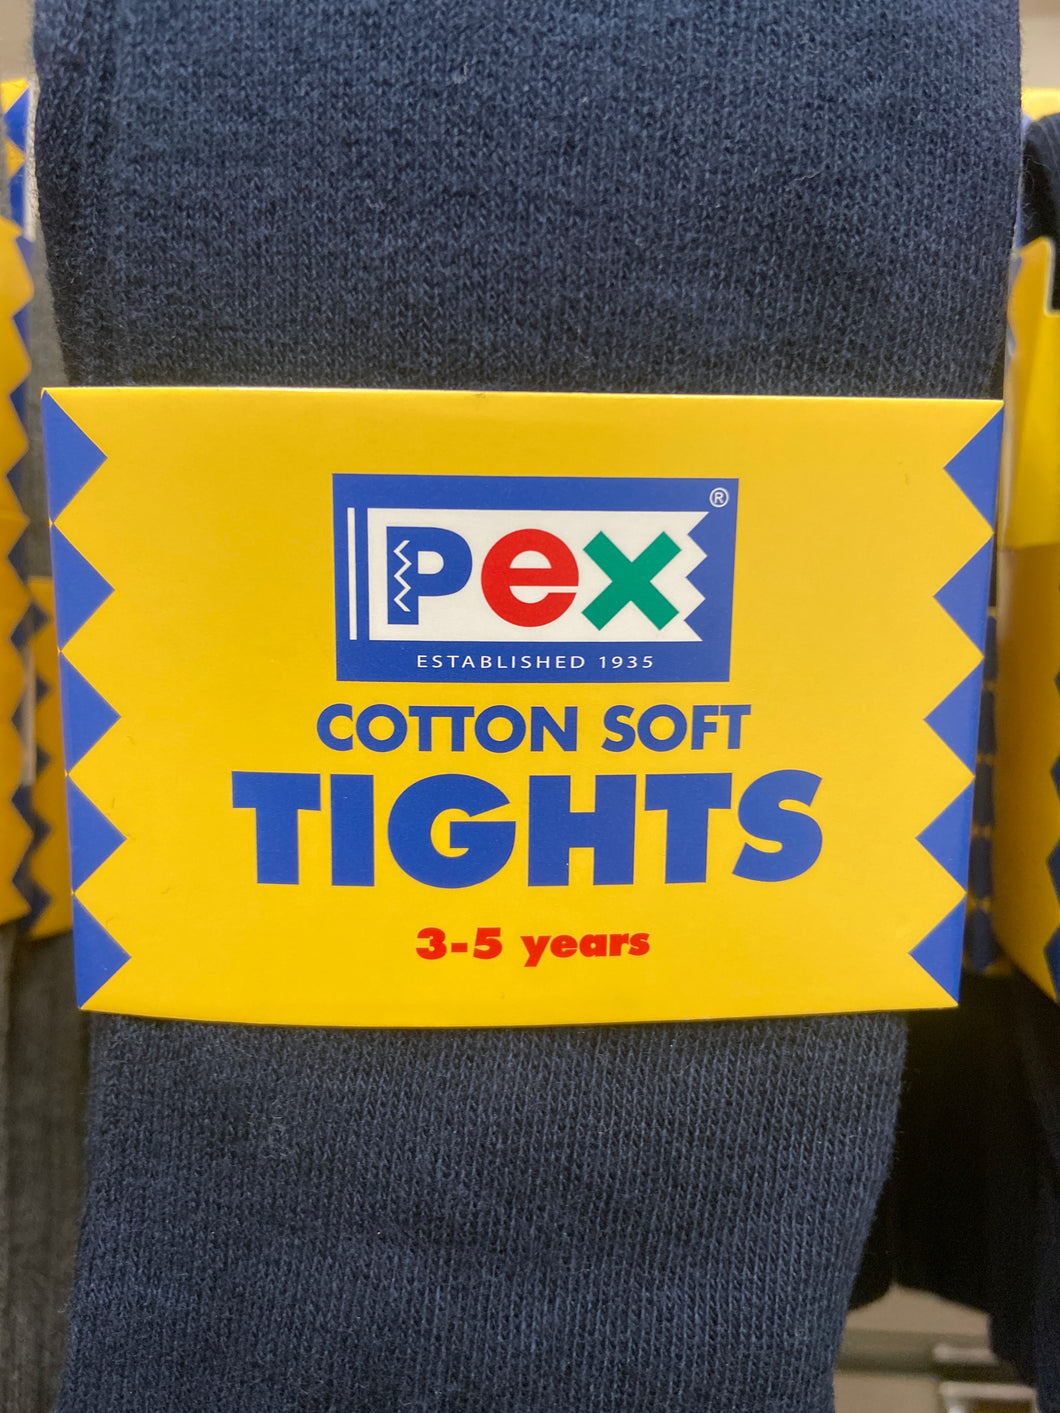 Pex®
ESTABLISHED 1935
COTTON SOFT
TIGHTS
3-5 years